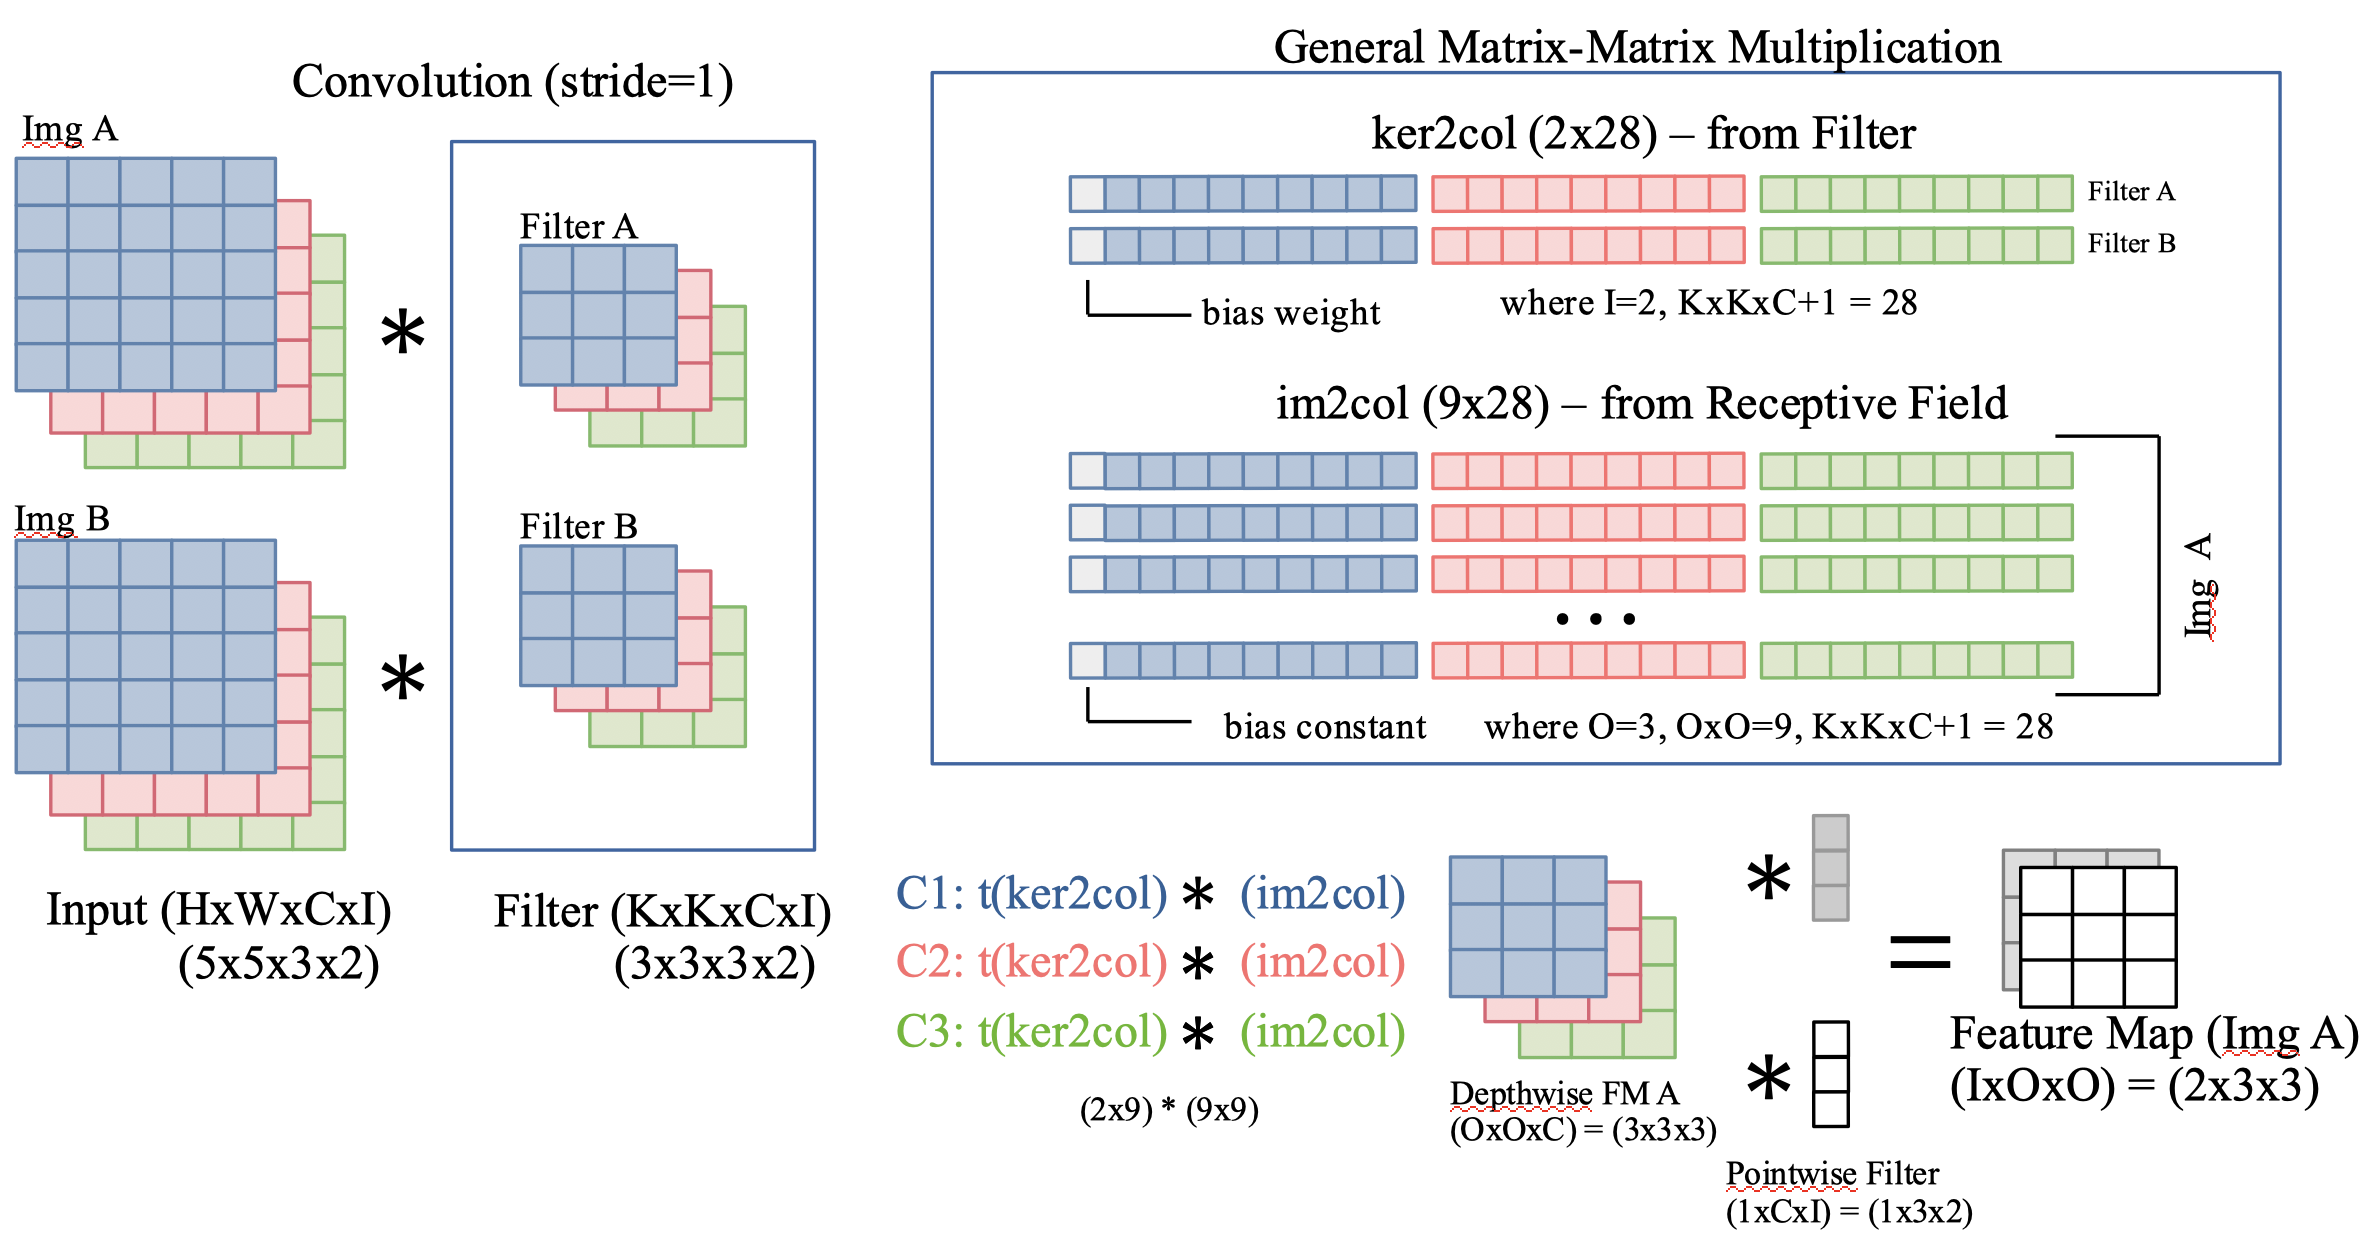 Convolution (stride=1)
Img A
*
Img B
*
Input (HxWxCxI)
(5x5x3x2)
Filter A
Filter B
Filter (KxKxCxI)
(3x3x3x2)
General Matrix-Matrix Multiplication
ker2col (2x28) – from Filter
Filter A
Filter B
bias weight
where I=2, KxKxC+1 = 28
im2col (9x28) – from Receptive Field
• • •
Img A
bias constant
where O=3, OxO=9, KxKxC+1 = 28
C1: t(ker2col) * (im2col)
C2: t(ker2col) * (im2col)
C3: t(ker2col) * (im2col)
(2x9) * (9x9)
Depthwise FM A
(OxOxC) = (3x3x3)
*
*
Pointwise Filter
(1xCxI) = (1x3x2)
=
Feature Map (Img A)
(IxOxO) = (2x3x3)